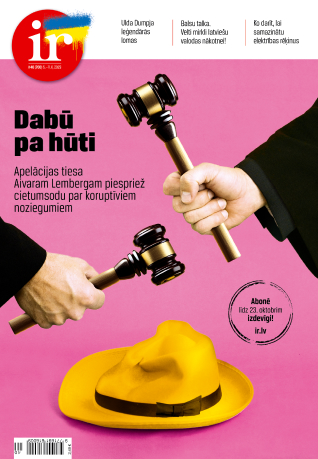 ir
Ulda Dumpja
leģendārās
lomas
Balsu talka.
Velti mirkli latviešu
valodas nākotnei!
Ko darīt, lai
samazinātu
elektrības rēķinus
Dabū
pa hūti
Apelācijas tiesa
Aivaram Lembergam piespriež
cietumsodu par koruptīviem
noziegumiem
Abonē
līdz 23. oktobrim
izdevīgi!
ir.lv